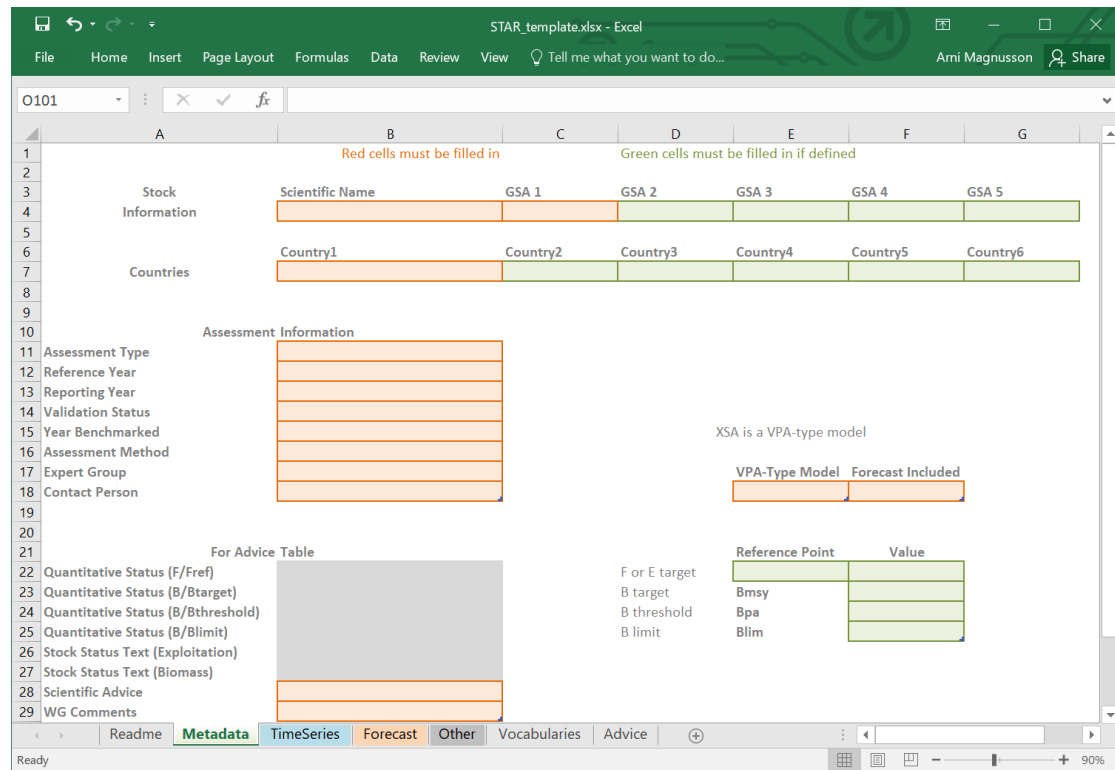 STAR_template.xlsx - Excel
File Home Insert Page Layout Formulas Data Review View Tell me what you want to do... Arni Magnusson Share
O101 fx
A B C D E F G
1 Red cells must be filled in Green cells must be filled in if defined
2
3 Stock Scientific Name GSA 1 GSA 2 GSA 3 GSA 4 GSA 5
4 Information
5
6 Country1 Country2 Country3 Country4 Country5 Country6
7 Countries
8
9
10 Assessment Information
11 Assessment Type
12 Reference Year
13 Reporting Year
14 Validation Status
15 Year Benchmarked XSA is a VPA-type model
16 Assessment Method
17 Expert Group VPA-Type Model Forecast Included
18 Contact Person
19
20
21 For Advice Table Reference Point Value
22 Quantitative Status (F/Fref) F or E target
23 Quantitative Status (B/Btarget) B target Bmsy
24 Quantitative Status (B/Bthreshold) B threshold Bpa
25 Quantitative Status (B/Blimit) B limit Blim
26 Stock Status Text (Exploitation)
27 Stock Status Text (Biomass)
28 Scientific Advice
29 WG Comments
Readme Metadata TimeSeries Forecast Other Vocabularies Advice
Ready 90%